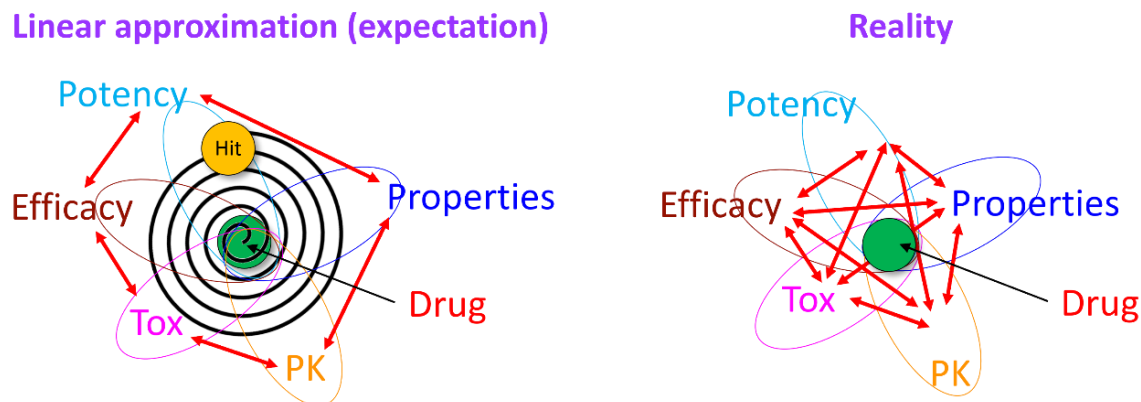 Linear approximation (expectation)
Reality
Potency
Hit
Efficacy
Properties
Tox
Drug
PK
Potency
Efficacy
Properties
Tox
Drug
PK